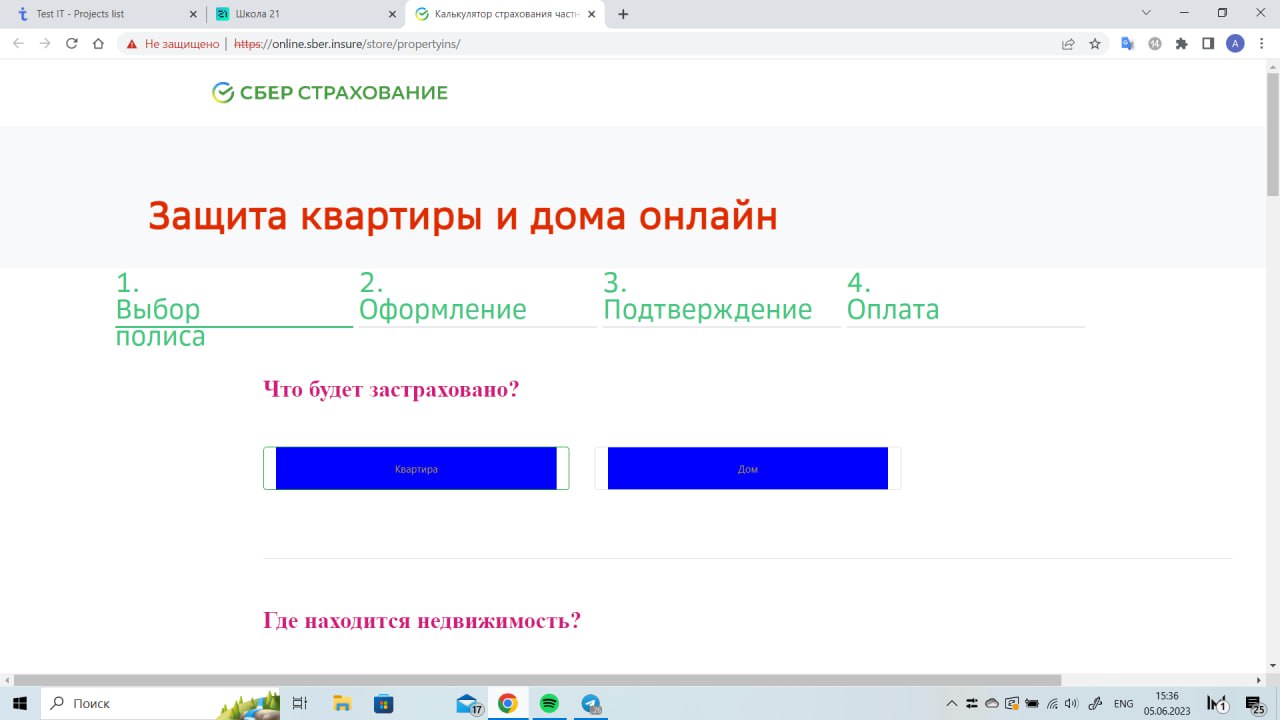 Test IT - Projects list
Школа 21
Калькулятор страхования частн
Не защищено | https://online.sber.insure/store/propertyins/
14
A
СБЕР СТРАХОВАНИЕ
Защита квартиры и дома онлайн
1.
Выбор
полиса
2.
Оформление
3.
Подтверждение
4.
Оплата
Что будет застраховано?
Квартира
Дом
Где находится недвижимость?
Поиск
17
26
ENG
15:36
05.06.2023
1
25